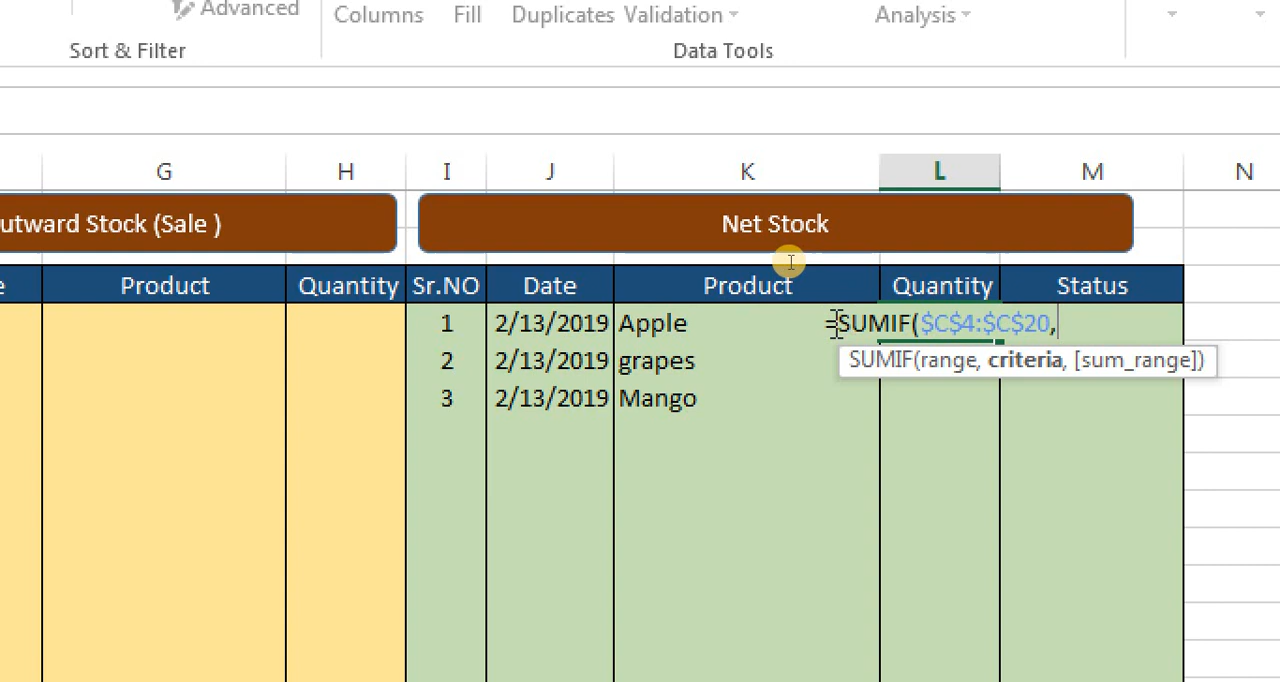 Advanced
Columns Fill Duplicates Validation Analysis
Sort & Filter Data Tools
G H I J K L M N
utward Stock (Sale ) Net Stock
e Product Quantity Sr.NO Date Product Quantity Status
1 2/13/2019 Apple =SUMIF($C$4:$C$20,
SUMIF(range, criteria, [sum_range])
2 2/13/2019 grapes
3 2/13/2019 Mango